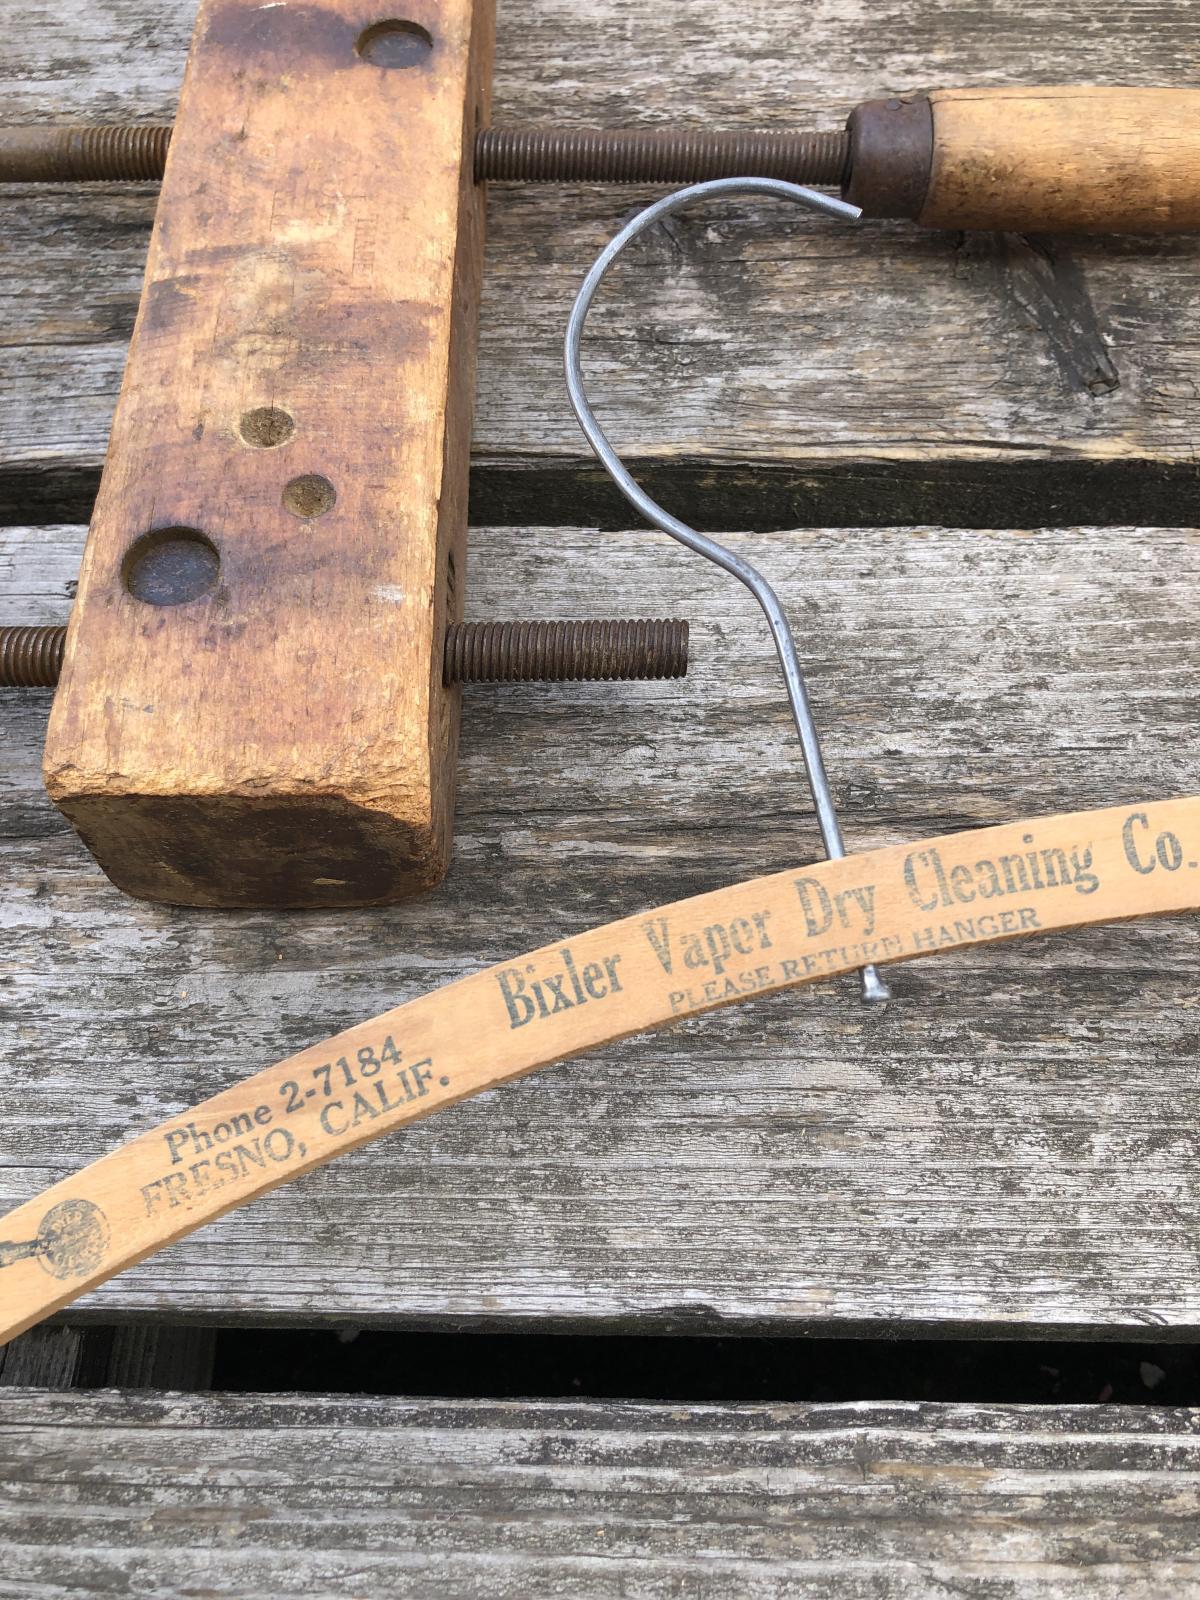 Bixler Vaper Dry Cleaning Co.
PLEASE RETURN HANGER
Phone 2-7184
FRESNO, CALIF.